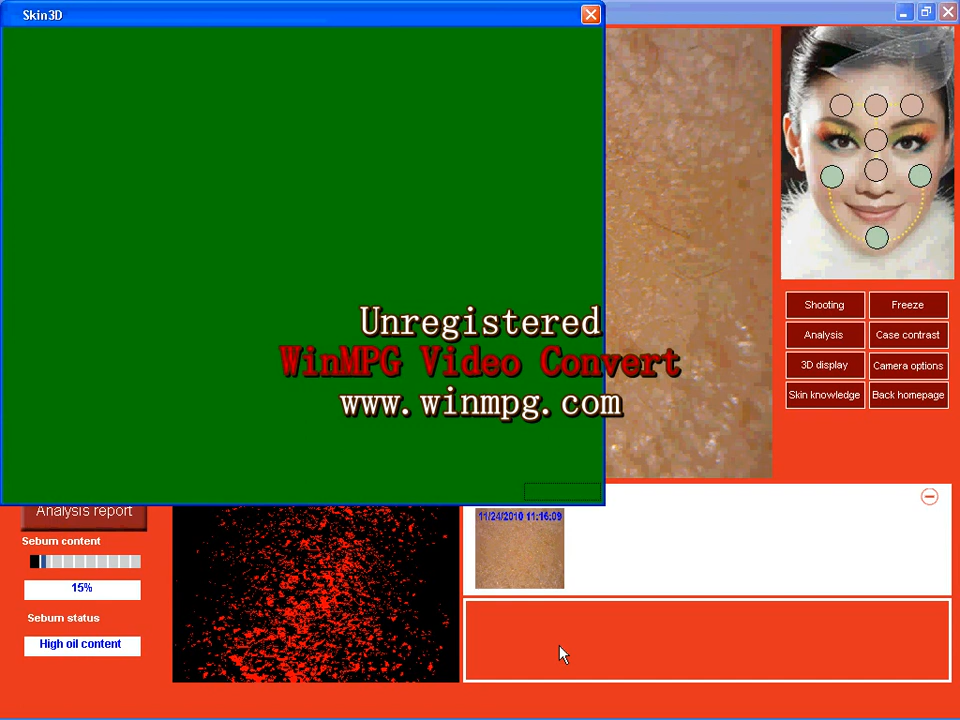 Skin3D
Shooting
Freeze
Analysis
Case contrast
3D display
Camera options
Skin knowledge
Back homepage
Unregistered
WinMPG Video Convert
www.winmpg.com
Analysis report
Sebum content
15%
Sebum status
High oil content
11/24/2010 11:16:09